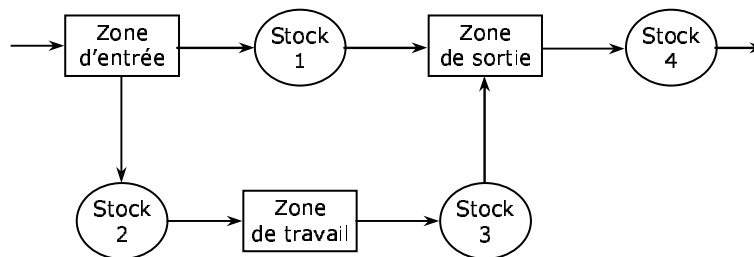 Zone
d'entrée
Stock
1
Zone
de sortie
Stock
4
Stock
2
Zone
de travail
Stock
3